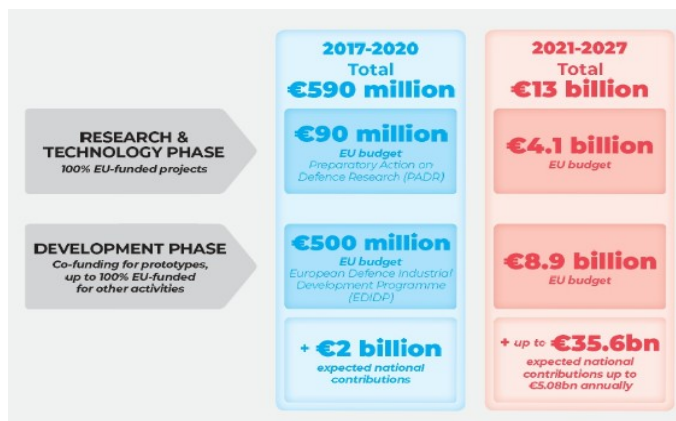 2017-2020
Total
€590 million
2021-2027
Total
€13 billion
RESEARCH &
TECHNOLOGY PHASE
100% EU-funded projects
€90 million
EU budget
Preparatory Action on
Defence Research (PADR)
€4.1 billion
EU budget
DEVELOPMENT PHASE
Co-funding for prototypes,
up to 100% EU-funded
for other activities
€500 million
EU budget
European Defence Industrial
Development Programme
(EDIDP)
€8.9 billion
EU budget
+ €2 billion
expected national
contributions
+ up to €35.6bn
expected national
contributions up to
€5.08bn annually